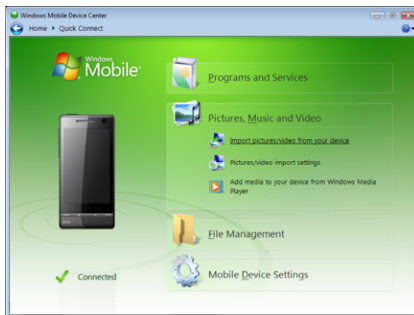 Windows Mobile Device Center
Home ▸ Quick Connect
Windows
Mobile
Programs and Services
Pictures, Music and Video
Import pictures/video from your device
Pictures/video import settings
Add media to your device from Windows Media
Player
File Management
Mobile Device Settings
Connected